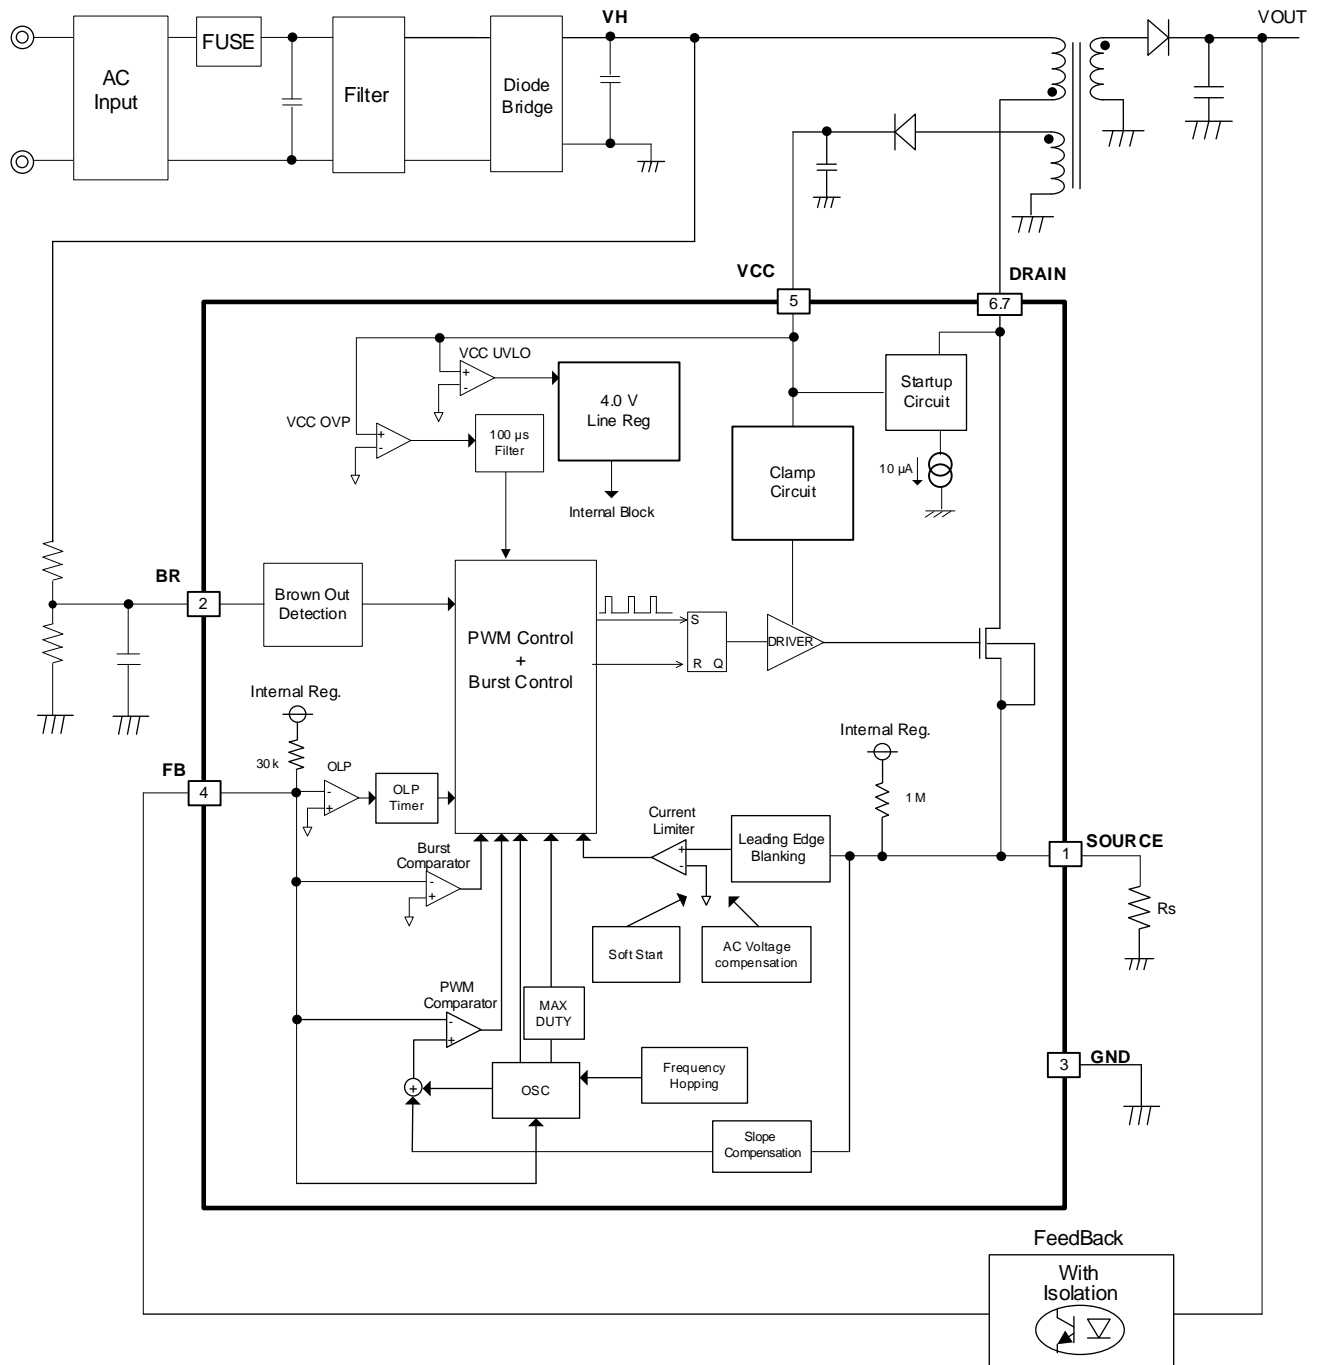 VH
VOUT
FUSE
AC
Input
Filter
Diode
Bridge
VCC
DRAIN
5
6.7
VCC UVLO
+
-
4.0 V
Line Reg
Startup
Circuit
VCC OVP
+
-
100 µs
Filter
10 µA
Clamp
Circuit
Internal Block
BR
2
Brown Out
Detection
PWM Control
+
Burst Control
S
R Q
DRIVER
Internal Reg.
30 k
FB
4
OLP
-
+
OLP
Timer
Internal Reg.
1 M
Current
Limiter
+
-
Leading Edge
Blanking
SOURCE
1
Rs
Burst
Comparator
-
+
Soft Start
AC Voltage
compensation
PWM
Comparator
-
+
MAX
DUTY
+
OSC
Frequency
Hopping
GND
3
Slope
Compensation
FeedBack
With
Isolation